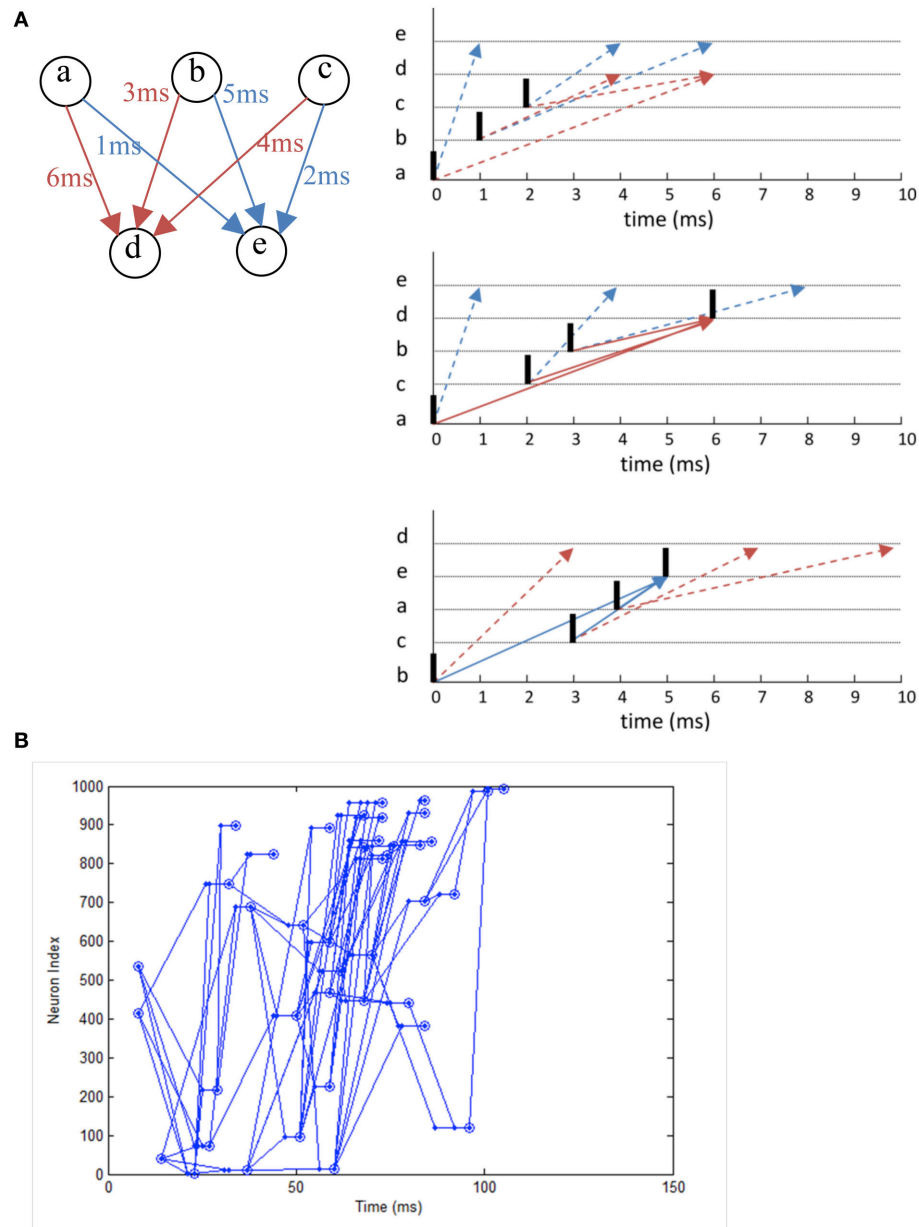 A
a
b
c
3ms
5ms
1ms
4ms
6ms
2ms
d
e
e
d
c
b
a
0 1 2 3 4 5 6 7 8 9 10
time (ms)
e
d
b
c
a
0 1 2 3 4 5 6 7 8 9 10
time (ms)
d
e
a
c
b
0 1 2 3 4 5 6 7 8 9 10
time (ms)
B
1000
900
800
700
600
500
400
300
200
100
0
Neuron Index
0 50 100 150
Time (ms)